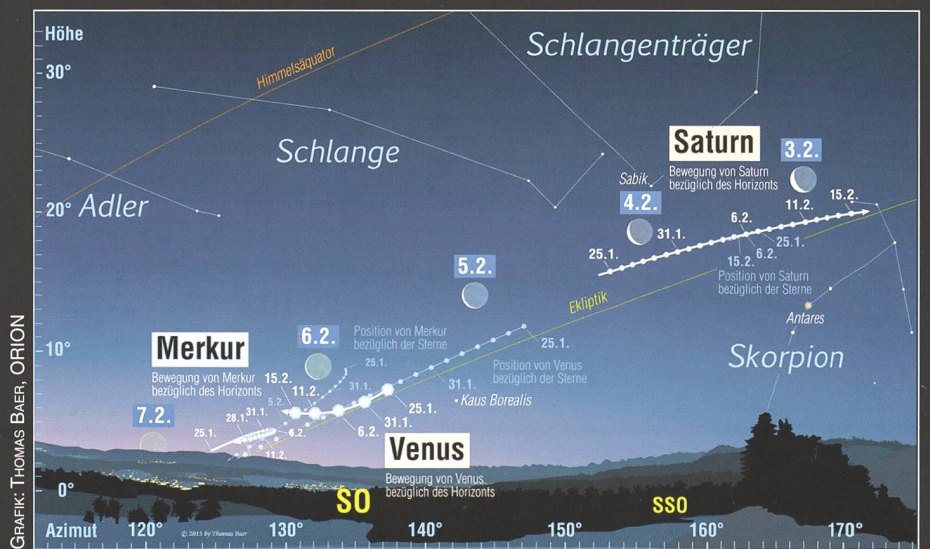 Höhe
30°
20°
10°
0°
Azimut
120°
130°
140°
150°
160°
170°
Himmelsäquator
Schlangenträger
Schlange
Adler
Saturn
Bewegung von Saturn
bezüglich des Horizonts
Sabik
3.2.
4.2.
5.2.
6.2.
7.2.
25.1.
31.1.
6.2.
11.2.
15.2.
25.1.
6.2.
15.2.
Position von Saturn
bezüglich der Sterne
Ekliptik
Antares
Skorpion
Merkur
Bewegung von Merkur
bezüglich des Horizonts
Position von Merkur
bezüglich der Sterne
25.1.
31.1.
5.2.
15.2.
11.2.
25.1.
28.1.
31.1.
6.2.
11.2.
Position von Venus
bezüglich der Sterne
25.1.
31.1.
Kaus Borealis
25.1.
31.1.
6.2.
Venus
Bewegung von Venus
bezüglich des Horizonts
SO
SSO
© 2015 by Thomas Baer
GRAFIK: THOMAS BAER, ORION